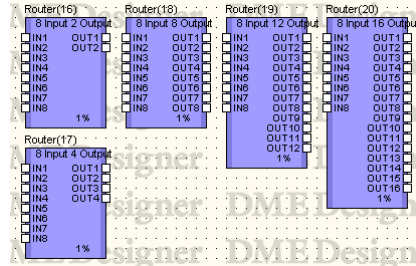 Router(16)
8 Input 2 Output
IN1 OUT1
IN2 OUT2
IN3
IN4
IN5
IN6
IN7
IN8
1%
Router(18)
8 Input 8 Output
IN1 OUT1
IN2 OUT2
IN3 OUT3
IN4 OUT4
IN5 OUT5
IN6 OUT6
IN7 OUT7
IN8 OUT8
1%
Router(19)
8 Input 12 Output
IN1 OUT1
IN2 OUT2
IN3 OUT3
IN4 OUT4
IN5 OUT5
IN6 OUT6
IN7 OUT7
IN8 OUT8
OUT9
OUT10
OUT11
OUT12
1%
Router(20)
8 Input 16 Outp
IN1 OUT1
IN2 OUT2
IN3 OUT3
IN4 OUT4
IN5 OUT5
IN6 OUT6
IN7 OUT7
IN8 OUT8
OUT9
OUT10
OUT11
OUT12
OUT13
OUT14
OUT15
OUT16
1%
Router(17)
8 Input 4 Output
IN1 OUT1
IN2 OUT2
IN3 OUT3
IN4 OUT4
IN5
IN6
IN7
IN8
1%
signer DME Design
MEDesigner DME Design